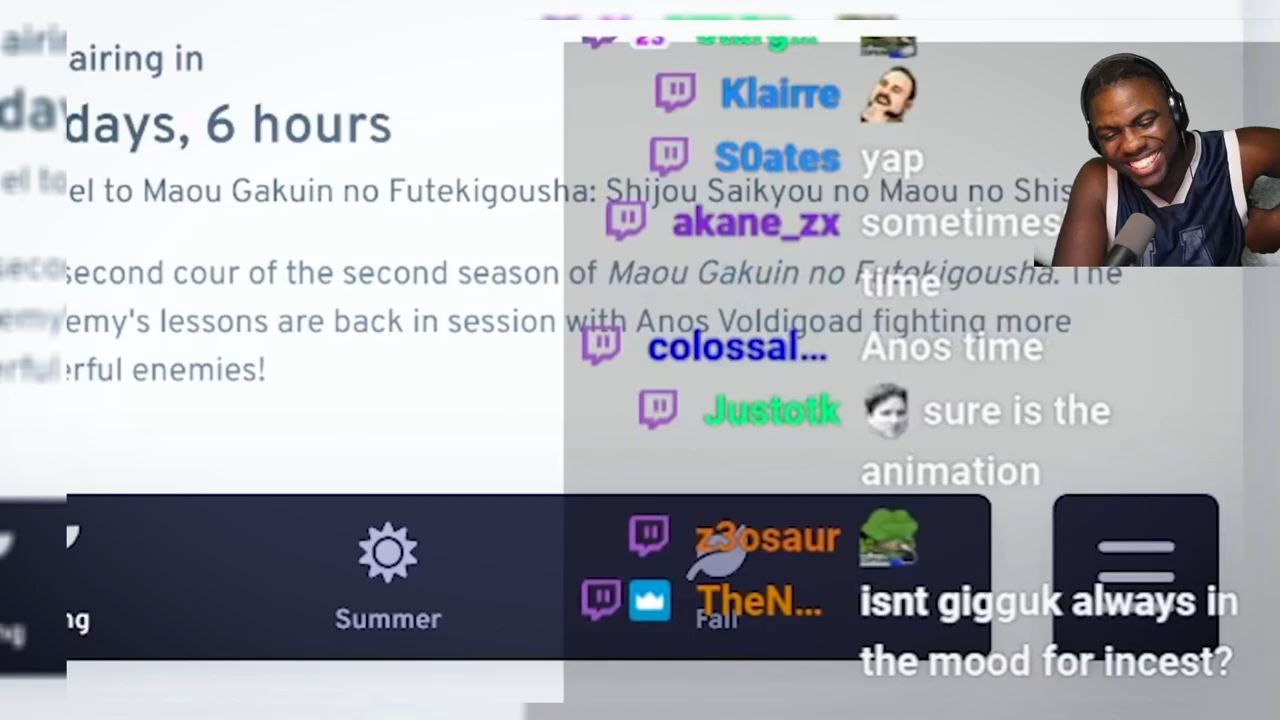 airing in
days, 6 hours
el to Maou Gakuin no Futekigousha: Shijou Saikyou no Maou no Shis
second cour of the second season of Maou Gakuin no Futekigousha. The
emy's lessons are back in session with Anos Voldigoad fighting more
erful enemies!
ng
Summer
Fall
23
Klairre
S0ates yap
akane_zx sometimes
time
colossal... Anos time
Justotk sure is the
animation
z3osaur
TheN... isnt gigguk always in
the mood for incest?